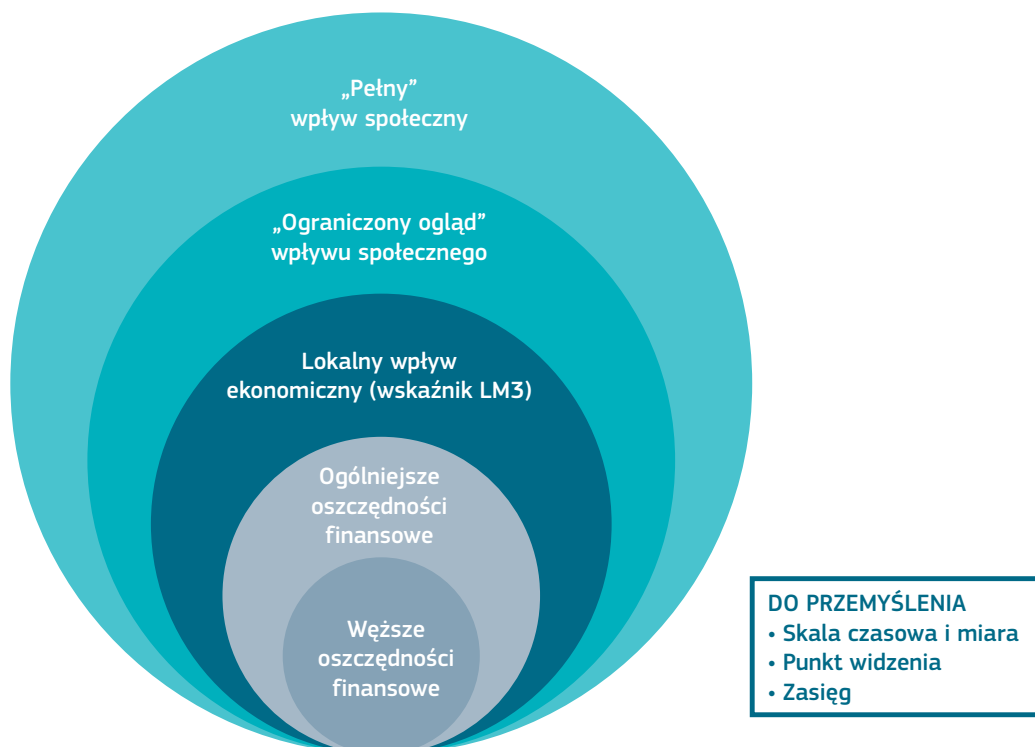 „Pełny”
wpływ społeczny
„Ograniczony ogląd”
wpływu społecznego
Lokalny wpływ
ekonomiczny (wskaźnik LM3)
Ogólniejsze
oszczędności
finansowe
Węższe
oszczędności
finansowe
DO PRZEMYŚLENIA
• Skala czasowa i miara
• Punkt widzenia
• Zasięg